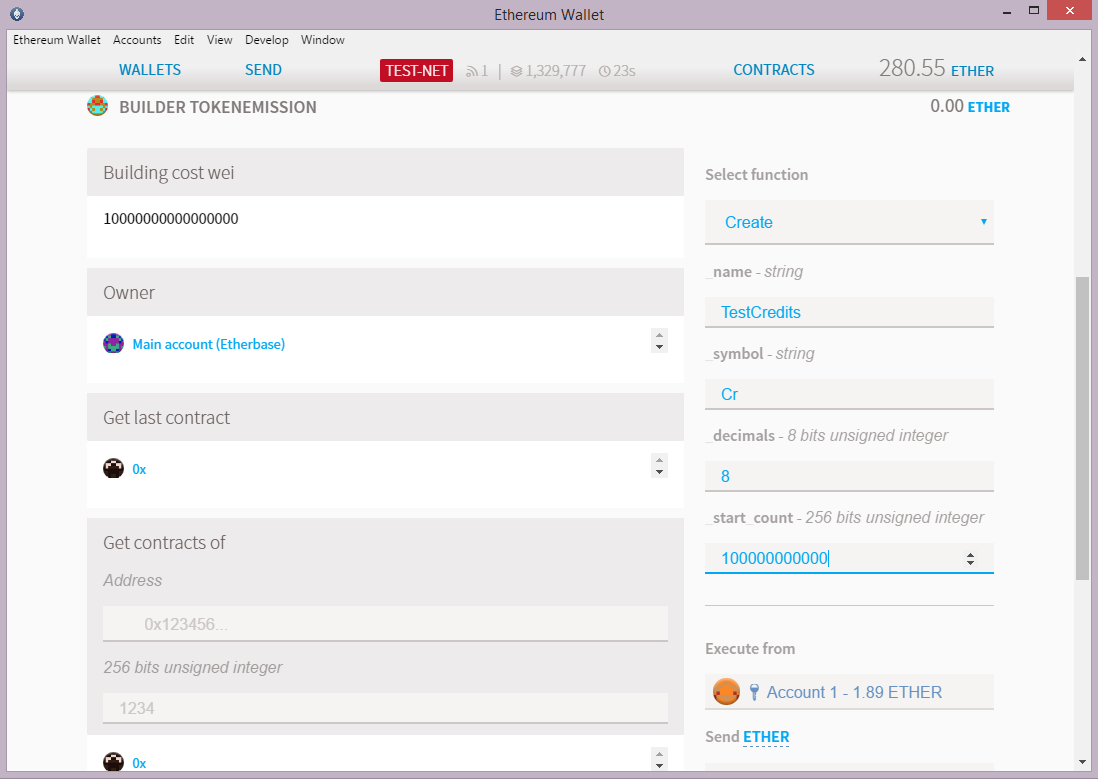 Ethereum Wallet
Ethereum Wallet Accounts Edit View Develop Window
WALLETS SEND TEST-NET 1 | 1,329,777 23s CONTRACTS 280.55 ETHER
BUILDER TOKENEMISSION 0.00 ETHER
Building cost wei
10000000000000000
Owner
Main account (Etherbase)
Get last contract
0x
Get contracts of
Address
0x123456...
256 bits unsigned integer
1234
0x
Select function
Create
_name - string
TestCredits
_symbol - string
Cr
_decimals - 8 bits unsigned integer
8
_start_count - 256 bits unsigned integer
100000000000
Execute from
Account 1 - 1.89 ETHER
Send ETHER